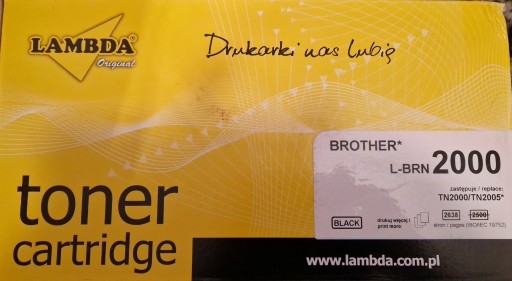 LAMBDA®
Original
Drukarki nas lubią
BROTHER*
L-BRN 2000
zastępuje / replace:
TN2000/TN2005*
toner
cartridge
BLACK
drukuj więcej !
print more
2638 2500
stron / pages (ISO/IEC 19752)
www.lambda.com.pl